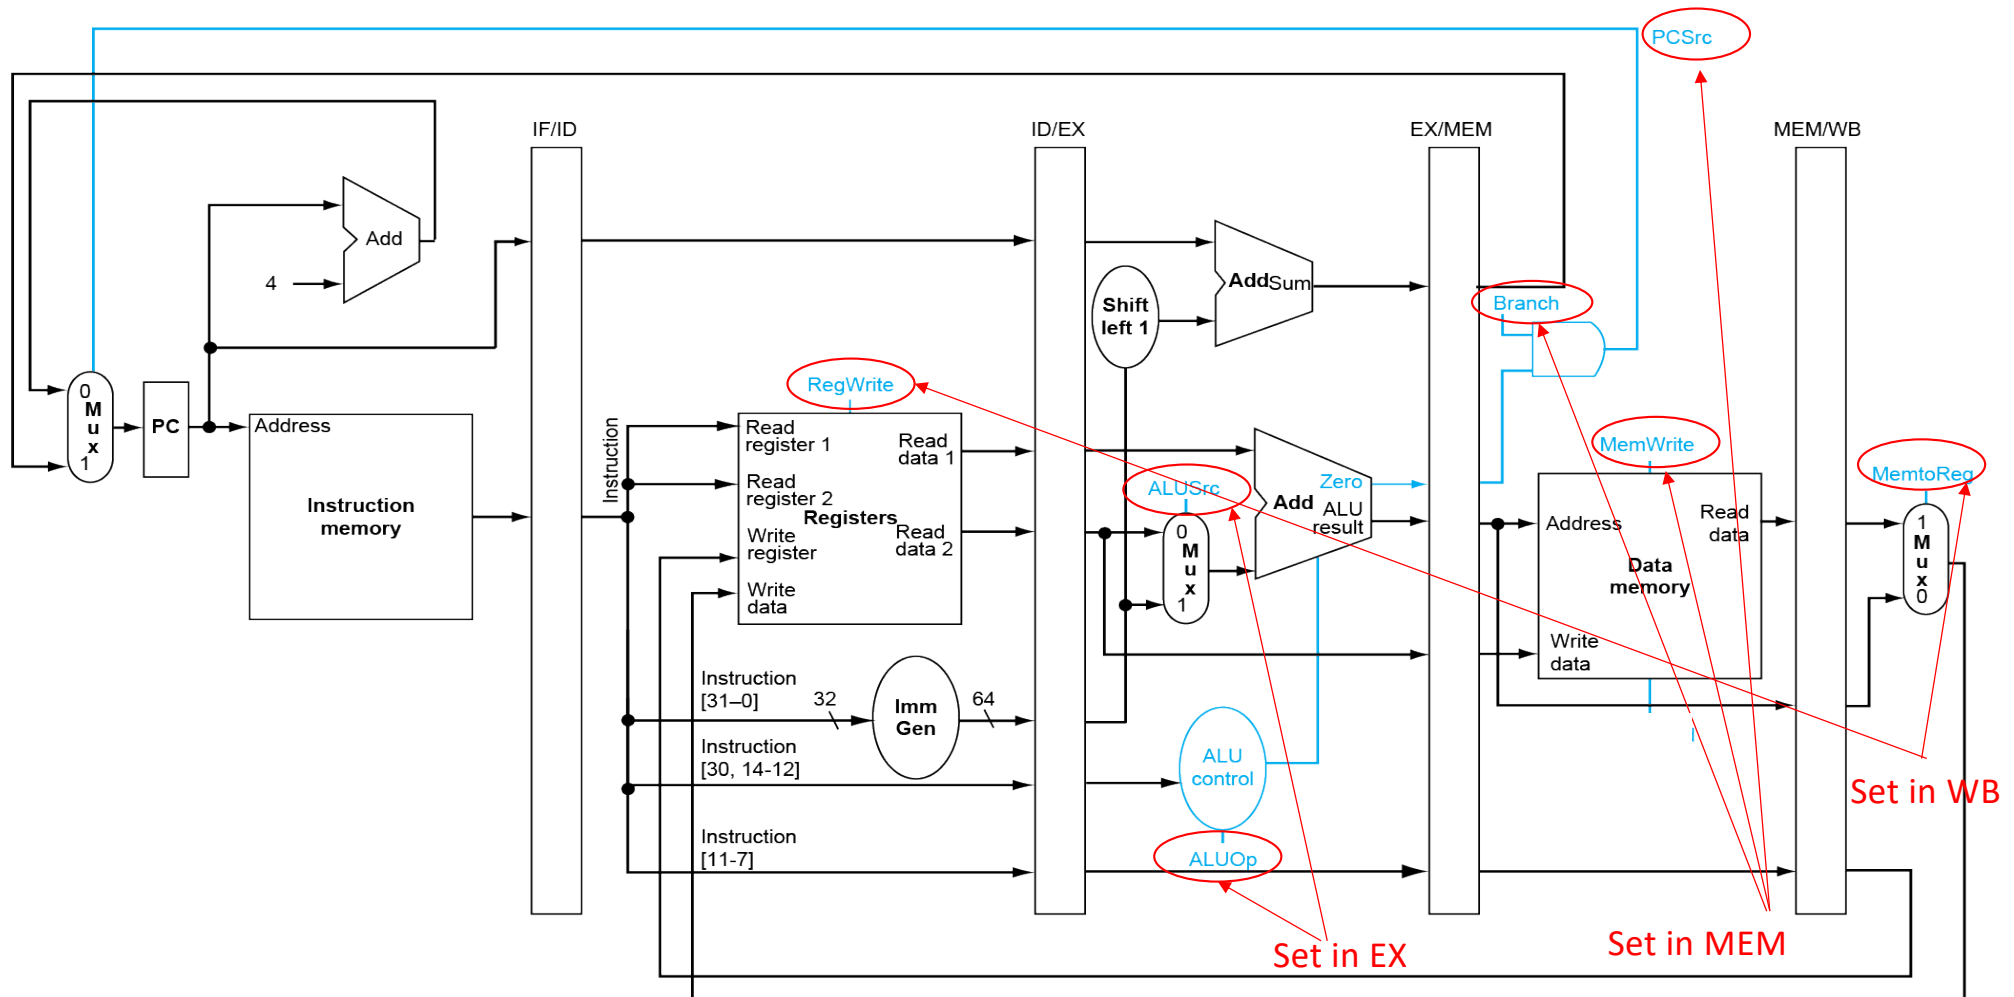 PCSrc
IF/ID
ID/EX
EX/MEM
MEM/WB
Add
4
Shift
left 1
AddSum
Branch
0
M
u
x
1
PC
Address
Instruction
memory
Instruction
RegWrite
Read
register 1
Read
register 2
Write
register
Write
data
Registers
Read
data 1
Read
data 2
ALUSrc
0
M
u
x
1
Add
Zero
ALU
result
MemWrite
Address
Read
data
Data
memory
Write
data
MemtoReg
1
M
u
x
0
Instruction
[31–0]
32
Imm
Gen
64
Instruction
[30, 14-12]
ALU
control
Instruction
[11-7]
ALUOp
Set in EX
Set in MEM
Set in WB